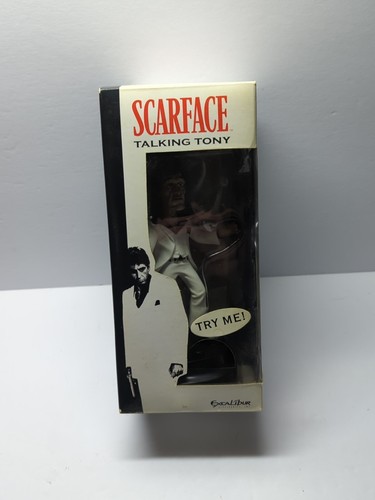 SCARFACE
TALKING TONY
TRY ME!
Excalibur